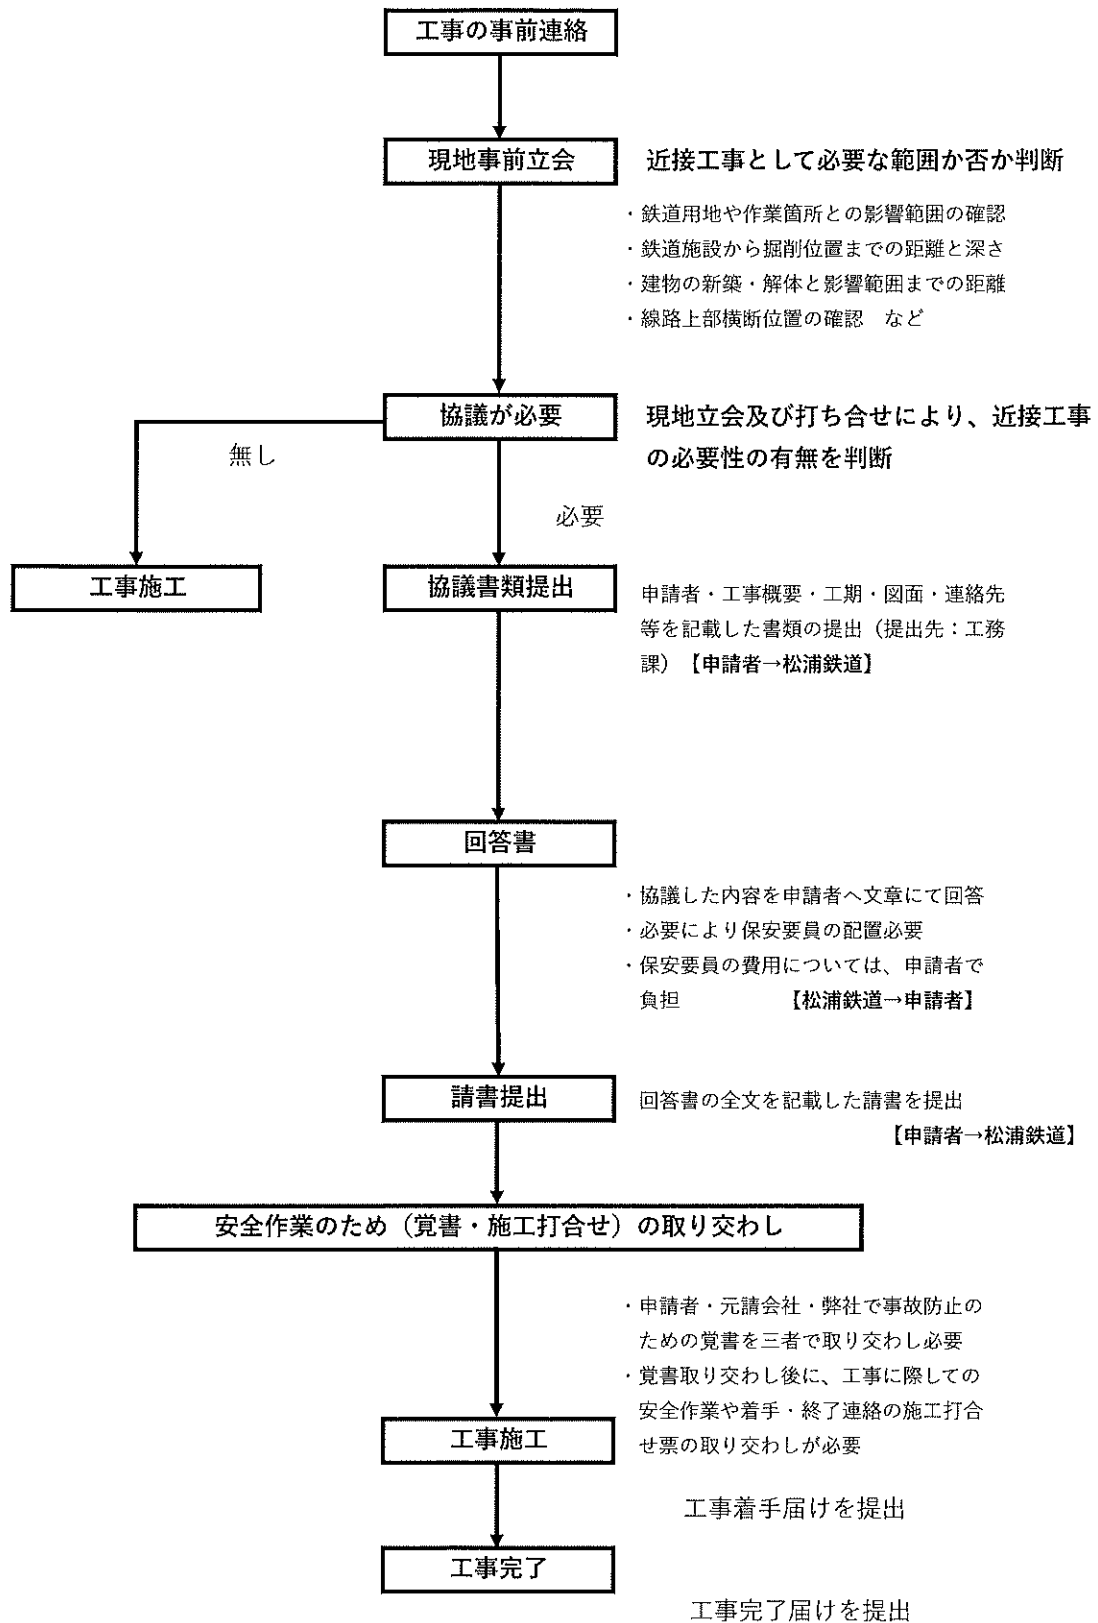 工事の事前連絡
現地事前立会
近接工事として必要な範囲か否か判断
・鉄道用地や作業箇所との影響範囲の確認
・鉄道施設から掘削位置までの距離と深さ
・建物の新築・解体と影響範囲までの距離
・線路上部横断位置の確認　など
協議が必要
現地立会及び打ち合せにより、近接工事
の必要性の有無を判断
無し
必要
工事施工
協議書類提出
申請者・工事概要・工期・図面・連絡先
等を記載した書類の提出（提出先：工務
課）【申請者→松浦鉄道】
回答書
・協議した内容を申請者へ文章にて回答
・必要により保安要員の配置必要
・保安要員の費用については、申請者で
負担　【松浦鉄道→申請者】
請書提出
回答書の全文を記載した請書を提出
【申請者→松浦鉄道】
安全作業のため（覚書・施工打合せ）の取り交わし
・申請者・元請会社・弊社で事故防止の
ための覚書を三者で取り交わし必要
・覚書取り交わし後に、工事に際しての
安全作業や着手・終了連絡の施工打合
せ票の取り交わしが必要
工事施工
工事着手届けを提出
工事完了
工事完了届けを提出